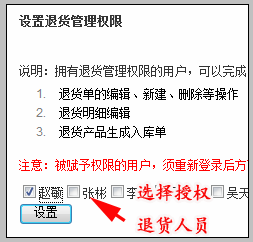 设置退货管理权限
说明：拥有退货管理权限的用户，可以完成
1. 退货单的编辑、新建、删除等操作
2. 退货明细编辑
3. 退货产品生成入库单
注意：被赋予权限的用户，须重新登录后方
赵璇 张彬 李 吴天
选择授权
设置
退货人员